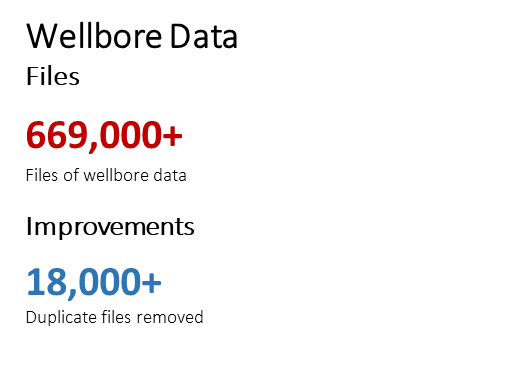 Wellbore Data
Files
669,000+
Files of wellbore data
Improvements
18,000+
Duplicate files removed